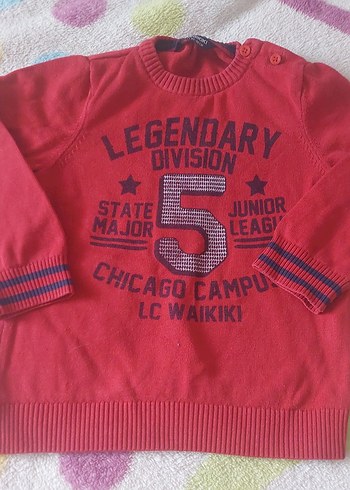 LEGENDARY
DIVISION
5
STATE JUNIOR
MAJOR LEAGU
CHICAGO CAMPU
LC WAIKIKI